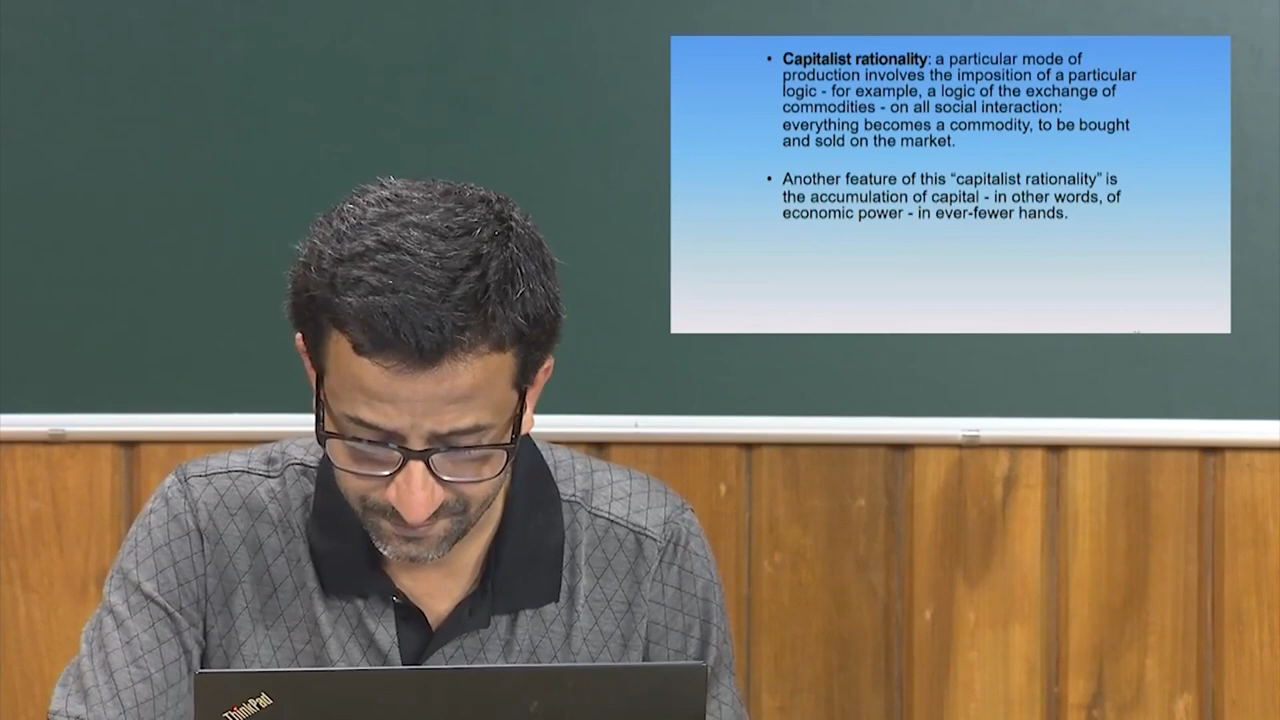 • Capitalist rationality: a particular mode of
production involves the imposition of a particular
logic - for example, a logic of the exchange of
commodities - on all social interaction:
everything becomes a commodity, to be bought
and sold on the market.
• Another feature of this “capitalist rationality” is
the accumulation of capital - in other words, of
economic power - in ever-fewer hands.
ThinkPad